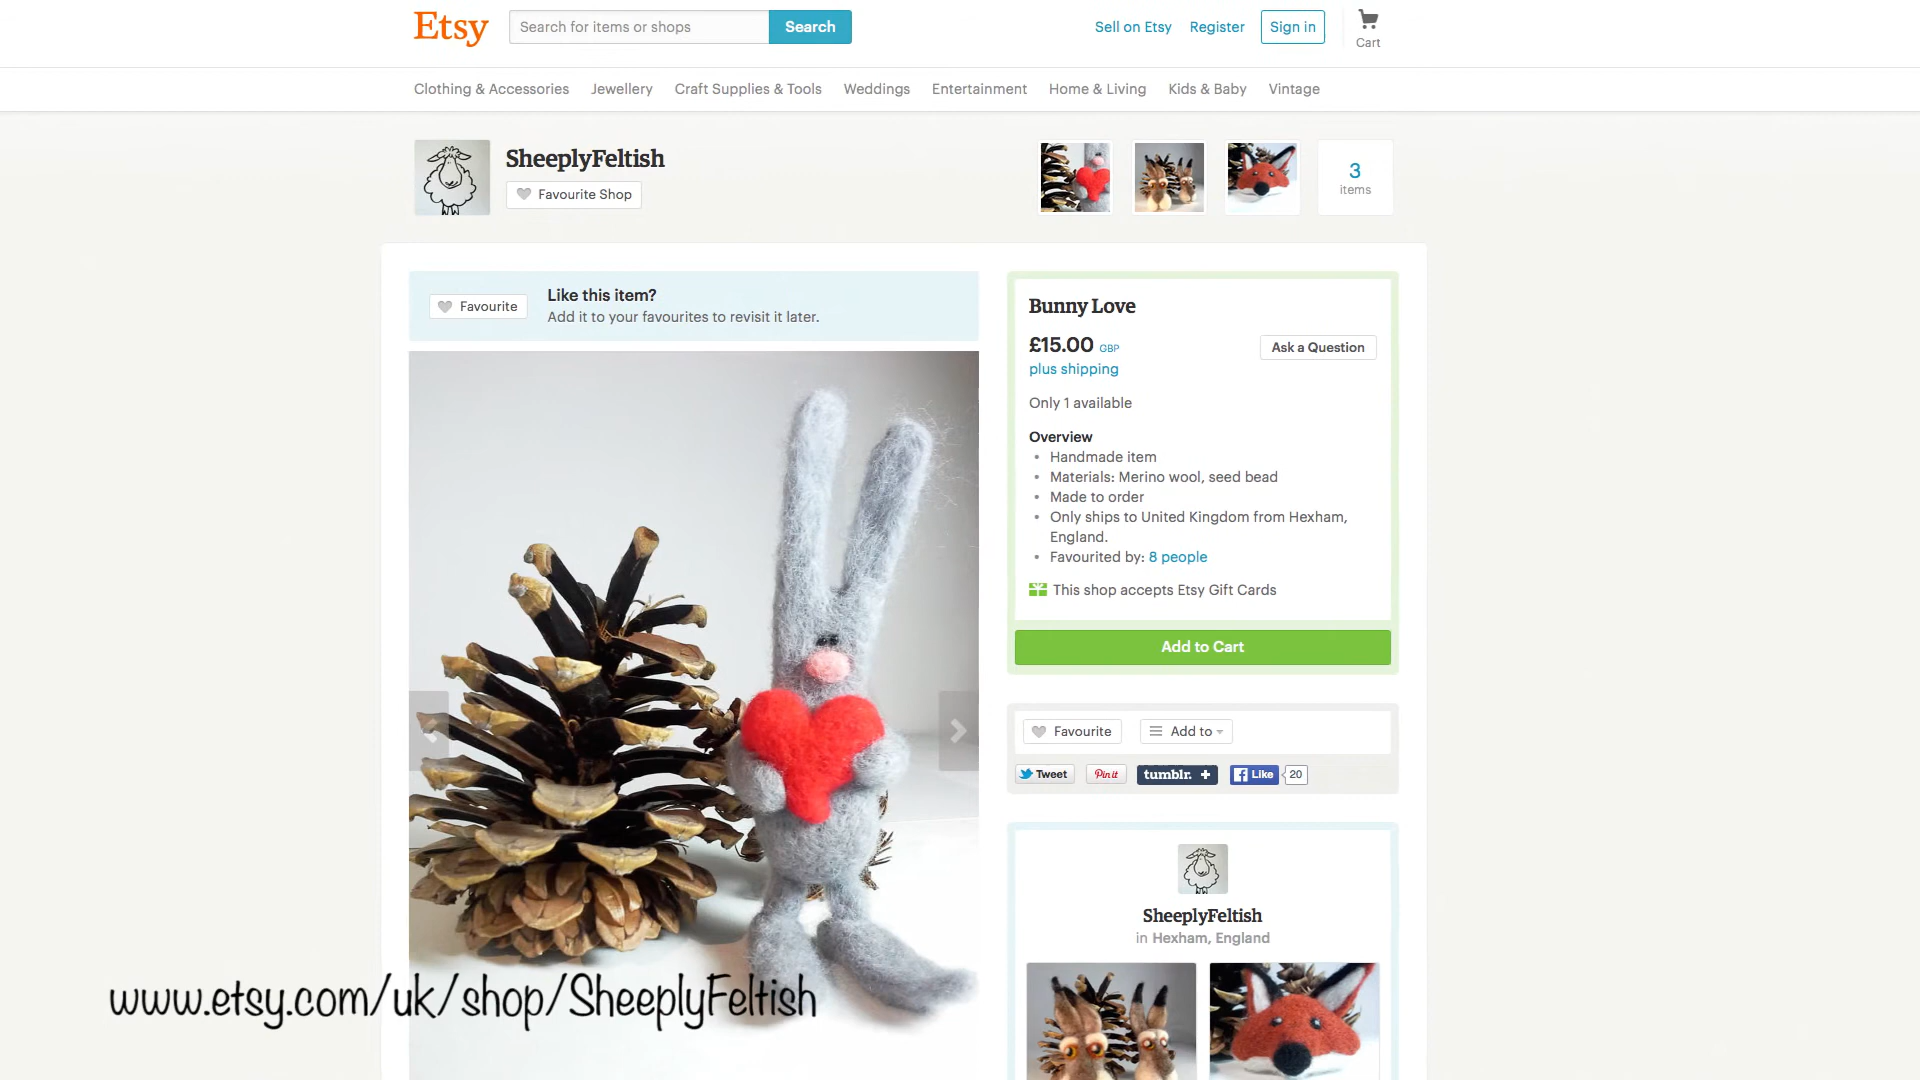 Etsy
Search for items or shops
Search
Sell on Etsy
Register
Sign in
Cart
Clothing & Accessories
Jewellery
Craft Supplies & Tools
Weddings
Entertainment
Home & Living
Kids & Baby
Vintage
SheeplyFeltish
Favourite Shop
3
items
Favourite
Like this item?
Add it to your favourites to revisit it later.
Bunny Love
£15.00 GBP
plus shipping
Ask a Question
Only 1 available
Overview
Handmade item
Materials: Merino wool, seed bead
Made to order
Only ships to United Kingdom from Hexham,
England.
Favourited by: 8 people
This shop accepts Etsy Gift Cards
Add to Cart
Favourite
Add to
Tweet
Pin it
tumblr. +
Like
20
SheeplyFeltish
in Hexham, England
www.etsy.com/uk/shop/SheeplyFeltish